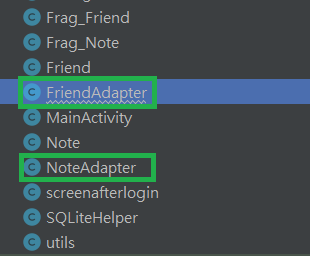 Frag_Friend
Frag_Note
Friend
FriendAdapter
MainActivity
Note
NoteAdapter
screenafterlogin
SQLiteHelper
utils